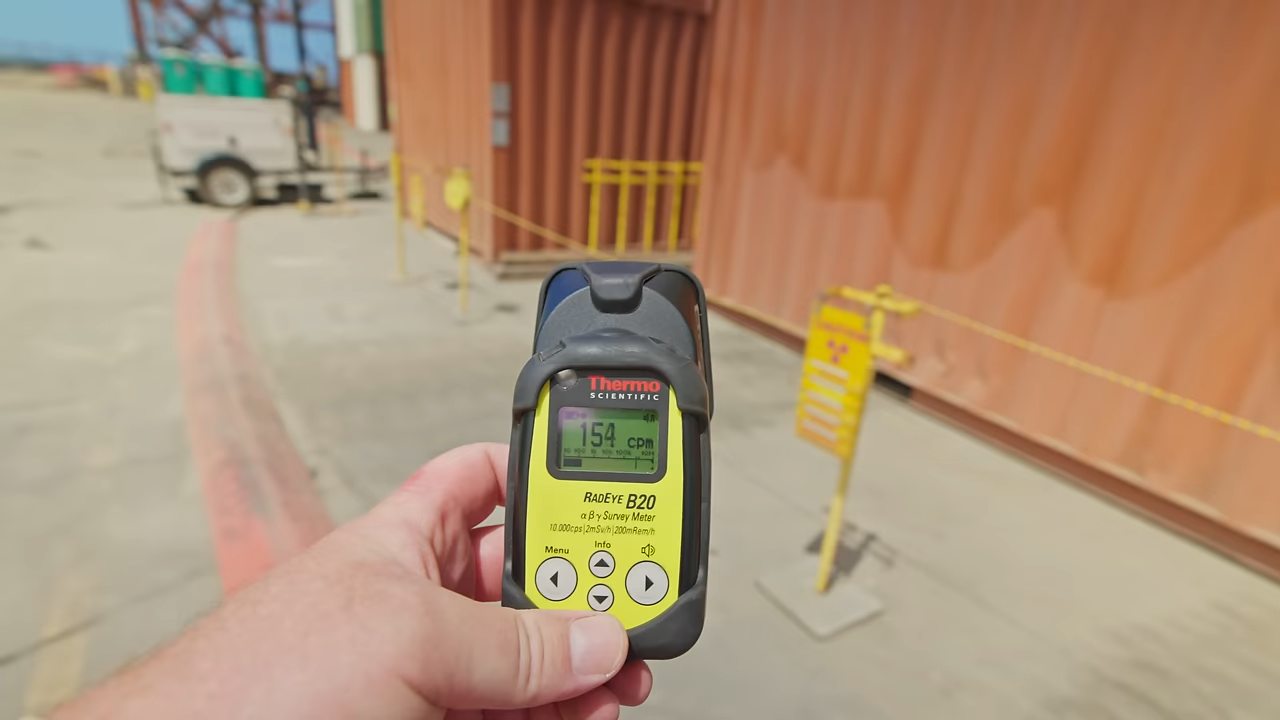 Thermo
SCIENTIFIC
154 cpm
RADEYE B20
α β γ Survey Meter
10.000cps|2mSv/h|200mRem/h
Info
Menu